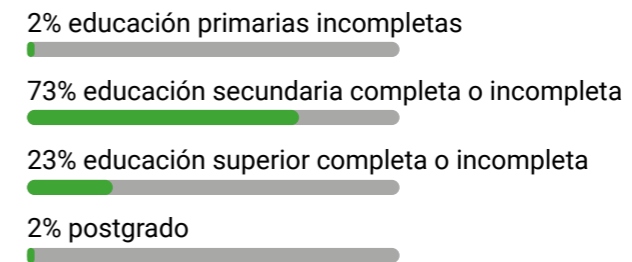 2% educación primarias incompletas
73% educación secundaria completa o incompleta
23% educación superior completa o incompleta
2% postgrado